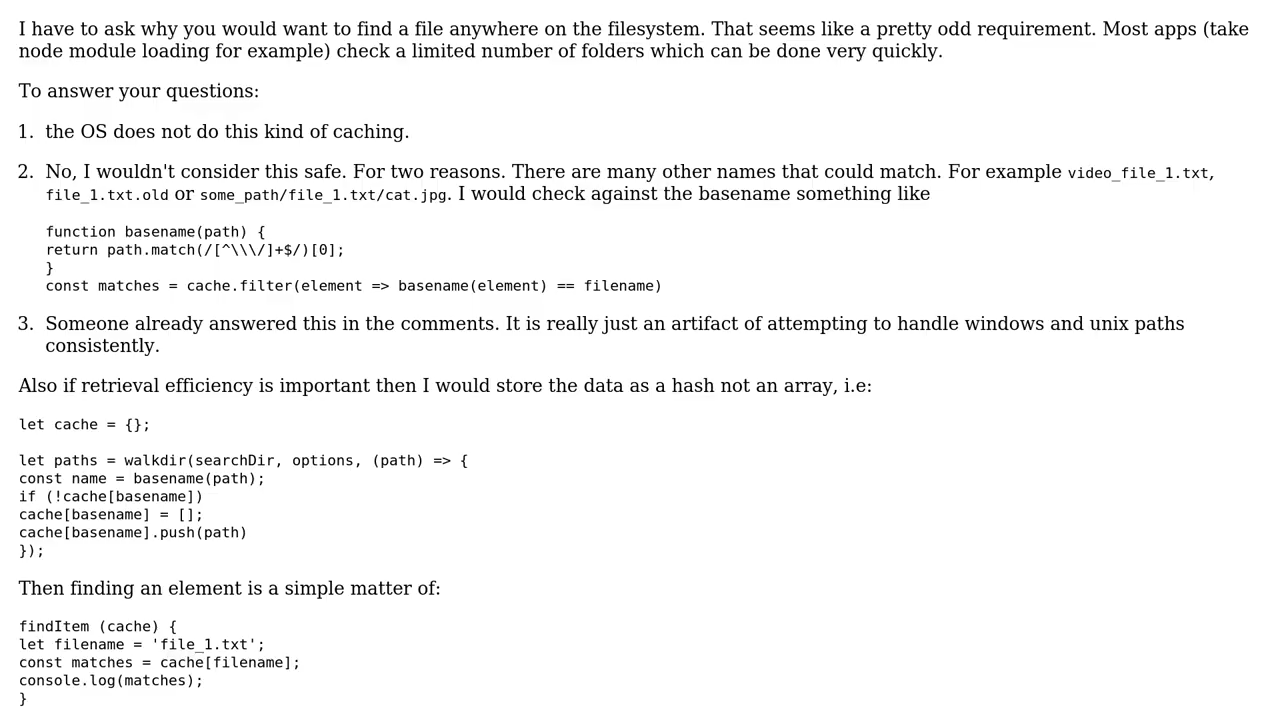 I have to ask why you would want to find a file anywhere on the filesystem. That seems like a pretty odd requirement. Most apps (take
node module loading for example) check a limited number of folders which can be done very quickly.
To answer your questions:
1. the OS does not do this kind of caching.
2. No, I wouldn't consider this safe. For two reasons. There are many other names that could match. For example video_file_1.txt,
file_1.txt.old or some_path/file_1.txt/cat.jpg. I would check against the basename something like
function basename(path) {
return path.match(/[^\\\/]+$/)[0];
}
const matches = cache.filter(element => basename(element) == filename)
3. Someone already answered this in the comments. It is really just an artifact of attempting to handle windows and unix paths
consistently.
Also if retrieval efficiency is important then I would store the data as a hash not an array, i.e:
let cache = {};
let paths = walkdir(searchDir, options, (path) => {
const name = basename(path);
if (!cache[basename])
cache[basename] = [];
cache[basename].push(path)
});
Then finding an element is a simple matter of:
findItem (cache) {
let filename = 'file_1.txt';
const matches = cache[filename];
console.log(matches);
}